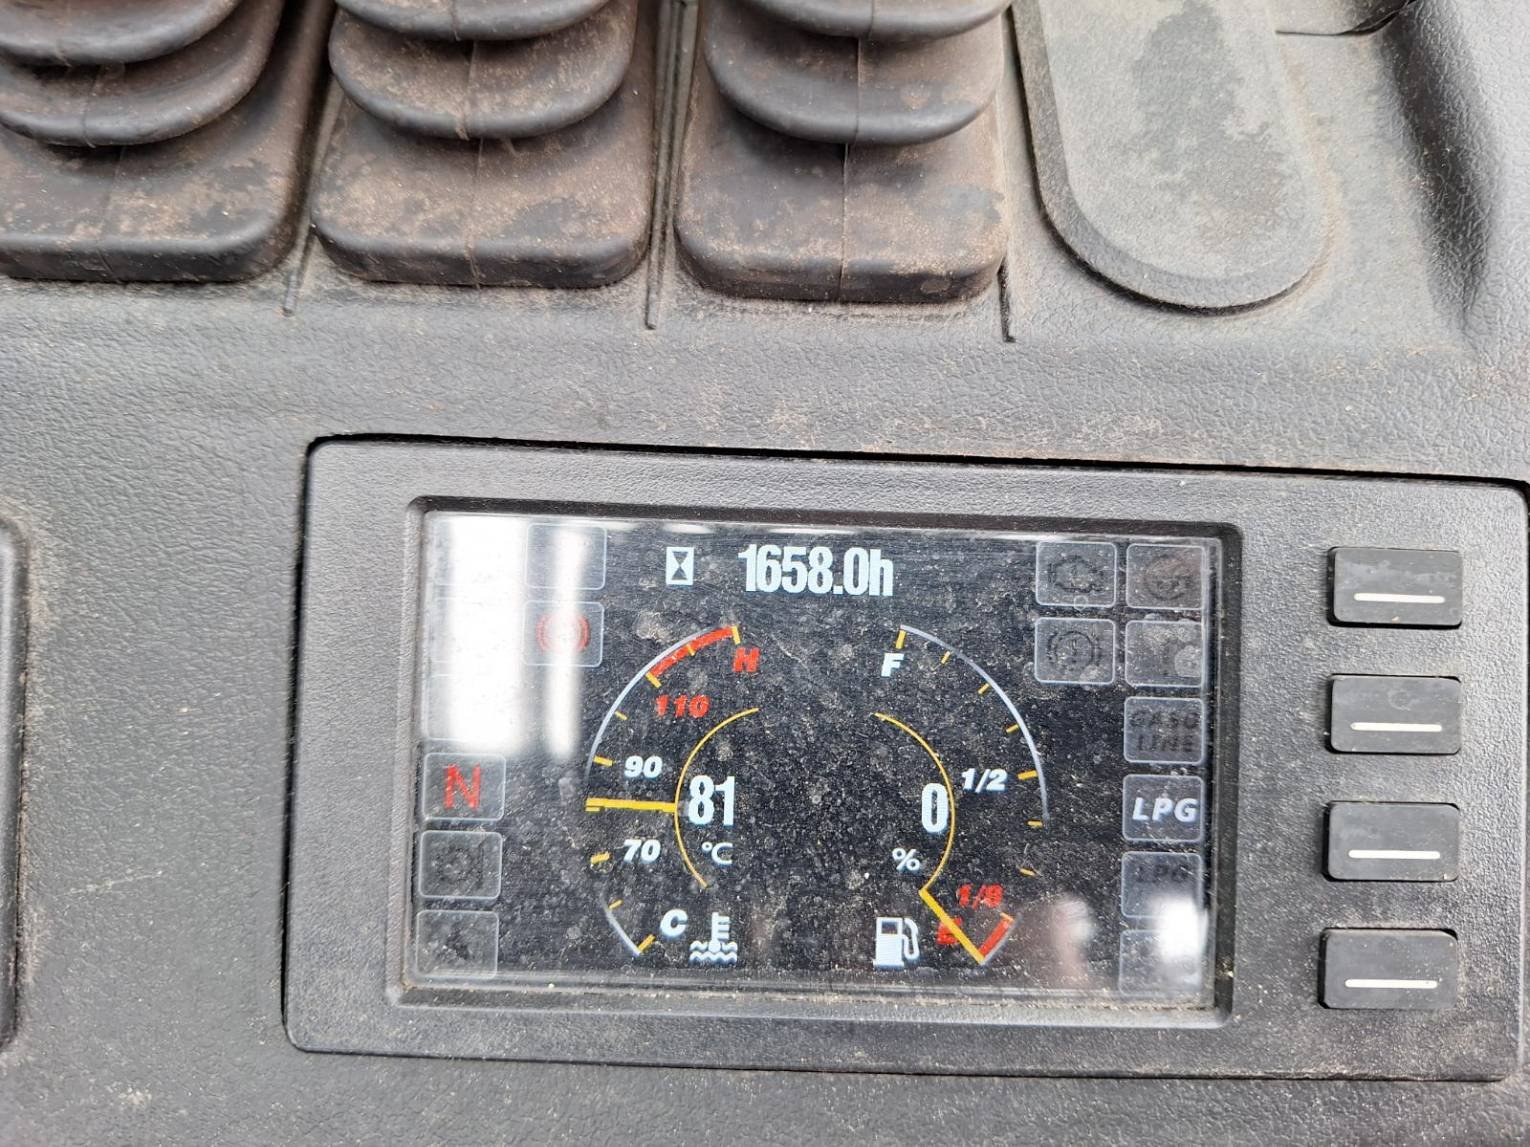 1658.0h
H
F
110
GASO
LINE
90
1/2
N
81
0
LPG
70
°C
%
LPG
1/8
C
E